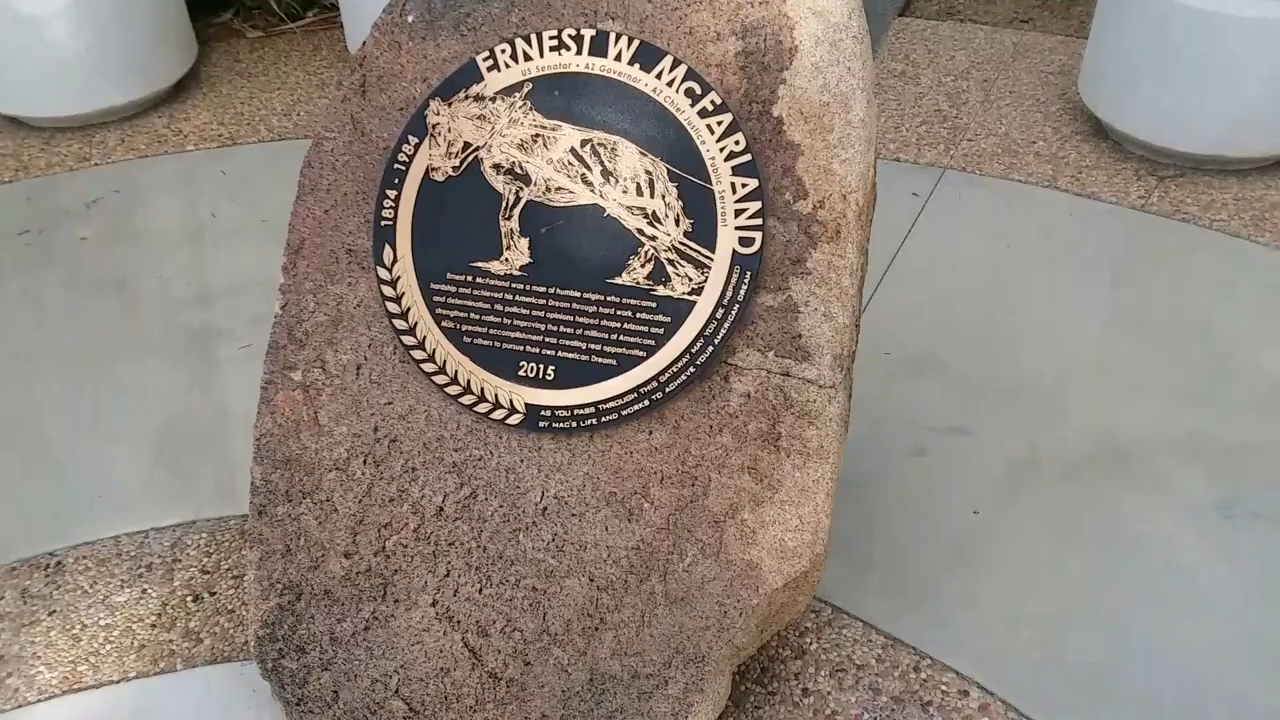 ERNEST W. McFARLAND
US Senator • AZ Governor • AZ Chief Justice • Public Servant
1894 - 1984
Ernest W. McFarland was a man of humble origins who overcame
hardship and achieved his American Dream through hard work, education
and determination. His policies and opinions helped shape Arizona and
strengthen the nation by improving the lives of millions of Americans.
Mac's greatest accomplishment was creating real opportunities
for others to pursue their own American Dreams.
2015
AS YOU PASS THROUGH THIS GATEWAY MAY YOU BE INSPIRED
BY MAC'S LIFE AND WORKS TO ACHIEVE YOUR AMERICAN DREAM